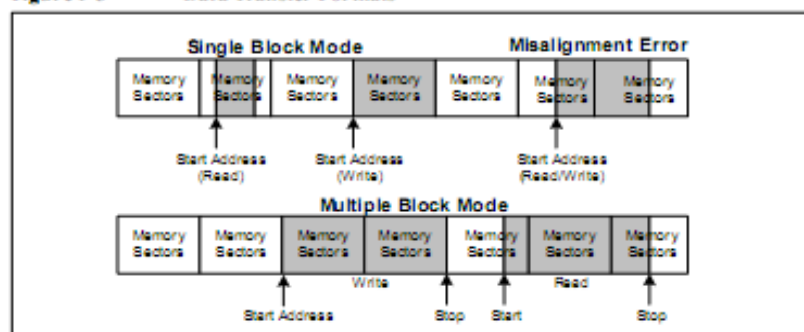 Data Transfer Formats
Single Block Mode Misalignment Error
Memory Sectors Memory Sectors Memory Sectors Memory Sectors Memory Sectors Memory Sectors Memory Sectors
Start Address (Read) Start Address (Write) Start Address (Read/Write)
Multiple Block Mode
Memory Sectors Memory Sectors Memory Sectors Memory Sectors Memory Sectors Memory Sectors Memory Sectors
Write Read
Start Address Stop Start Stop